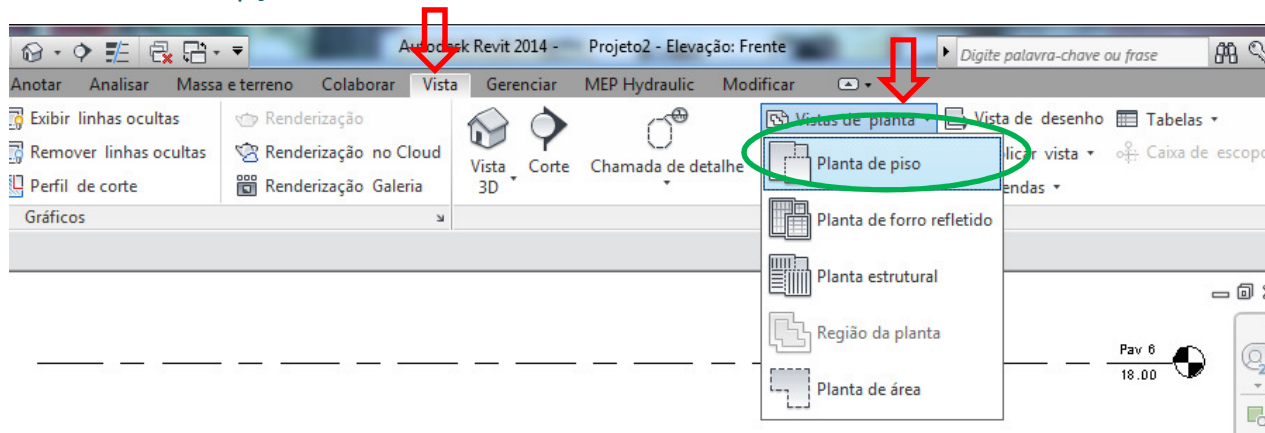 Autodesk Revit 2014 - Projeto2 - Elevação: Frente Digite palavra-chave ou frase
Anotar Analisar Massa e terreno Colaborar Vista Gerenciar MEP Hydraulic Modificar
Exibir linhas ocultas
Remover linhas ocultas
Perfil de corte
Gráficos
Renderização
Renderização no Cloud
Renderização Galeria
Vista 3D
Corte
Chamada de detalhe
Vistas de planta
Vista de desenho
Tabelas
licar vista
Caixa de escopo
endas
Planta de piso
Planta de forro refletido
Planta estrutural
Região da planta
Planta de área
Pav 6
18.00